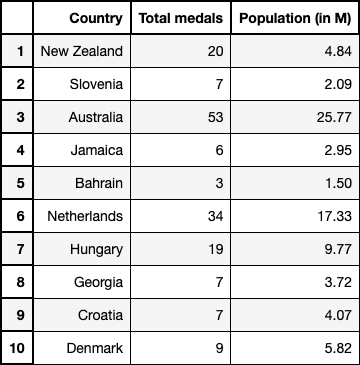 Country Total medals Population (in M)
1 New Zealand 20 4.84
2 Slovenia 7 2.09
3 Australia 53 25.77
4 Jamaica 6 2.95
5 Bahrain 3 1.50
6 Netherlands 34 17.33
7 Hungary 19 9.77
8 Georgia 7 3.72
9 Croatia 7 4.07
10 Denmark 9 5.82